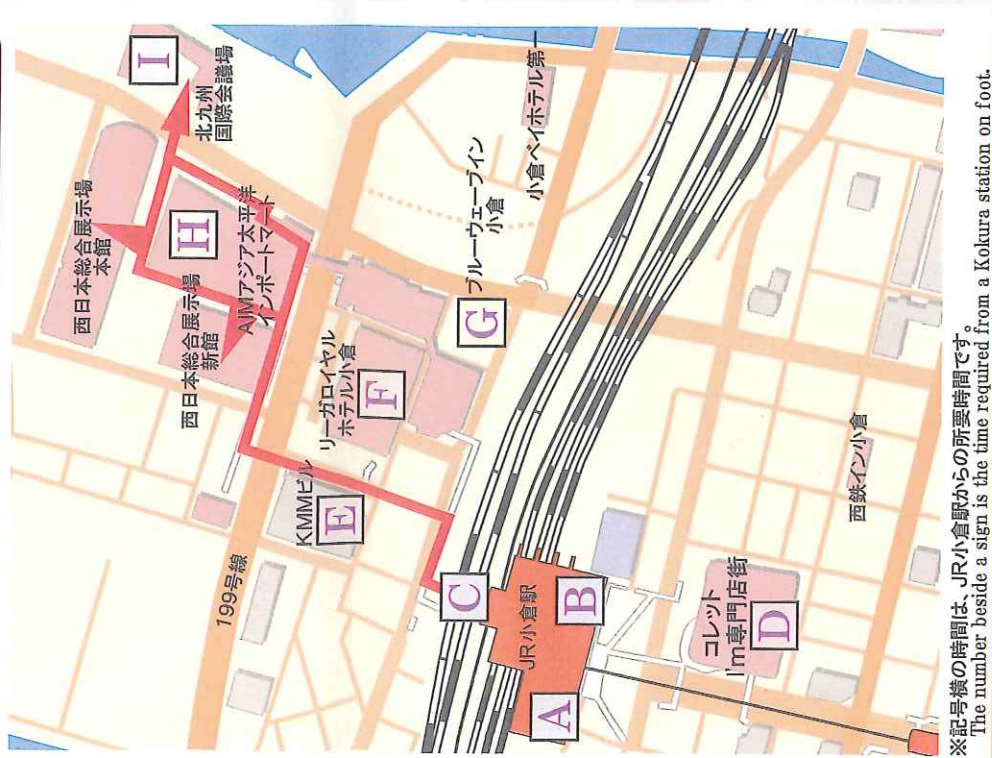 I
北九州
国際会議場
西日本総合展示場
本館
H
AIMアジア太平洋
インポートマート
西日本総合展示場
新館
小倉ベイホテル第一
ブルーウェーブイン
小倉
G
リーガロイヤル
ホテル小倉
F
KMMビル
E
199号線
C
JR小倉駅
B
A
コレット
I'm専門店街
D
西鉄イン小倉
※記号横の時間は、JR小倉駅からの所要時間です。
The number beside a sign is the time required from a Kokura station on foot.